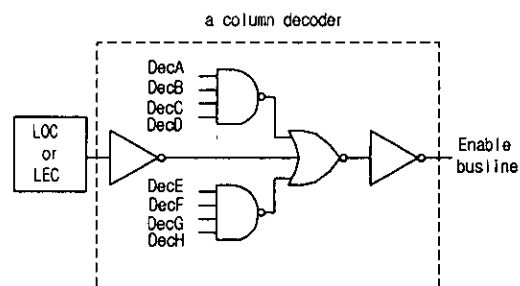 a column decoder
DecA
DecB
DecC
DecD
LOC
or
LEC
Enable
busline
DecE
DecF
DecG
DecH